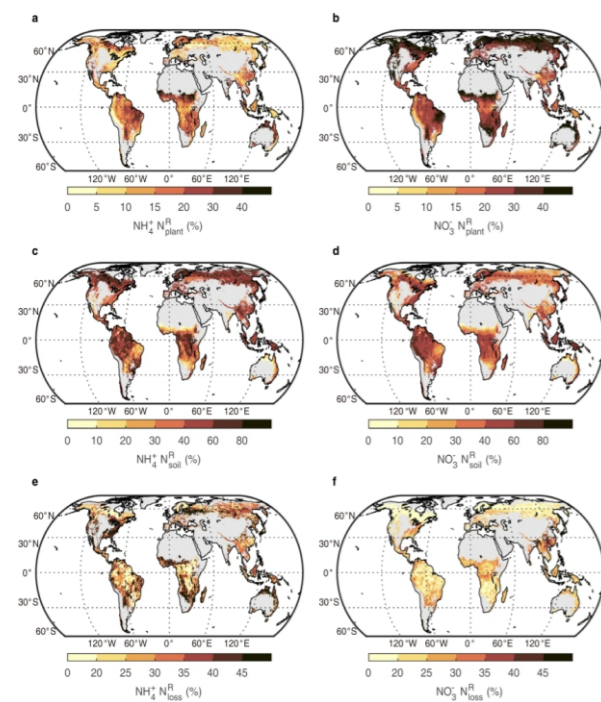 a b
60°N 60°N
30°N 30°N
0° 0°
30°S 30°S
60°S 60°S
120°W 60°W 0° 60°E 120°E 120°W 60°W 0° 60°E 120°E
0 5 10 15 20 30 40 0 5 10 15 20 30 40
NH₄⁺ Nᴿplant (%) NO₃⁻ Nᴿplant (%)
c d
60°N 60°N
30°N 30°N
0° 0°
30°S 30°S
60°S 60°S
120°W 60°W 0° 60°E 120°E 120°W 60°W 0° 60°E 120°E
0 10 20 30 40 60 80 0 10 20 30 40 60 80
NH₄⁺ Nᴿsoil (%) NO₃⁻ Nᴿsoil (%)
e f
60°N 60°N
30°N 30°N
0° 0°
30°S 30°S
60°S 60°S
120°W 60°W 0° 60°E 120°E 120°W 60°W 0° 60°E 120°E
0 20 25 30 35 40 45 0 20 25 30 35 40 45
NH₄⁺ Nᴿloss (%) NO₃⁻ Nᴿloss (%)